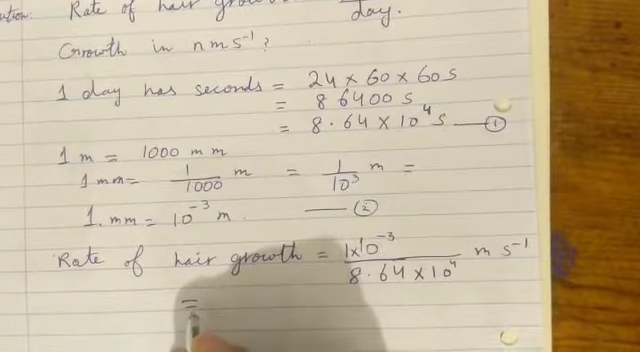 Rate of hair
day.
Growth in nms⁻¹?
1 day has seconds = 24 × 60 × 60 s
= 86400 s
= 8.64 × 10⁴ s — ①
1 m = 1000 mm
1 mm = 1/1000 m = 1/10³ m =
1. mm = 10⁻³ m. — ②
Rate of hair growth = 1×10⁻³ / 8.64 × 10⁴ m s⁻¹
=